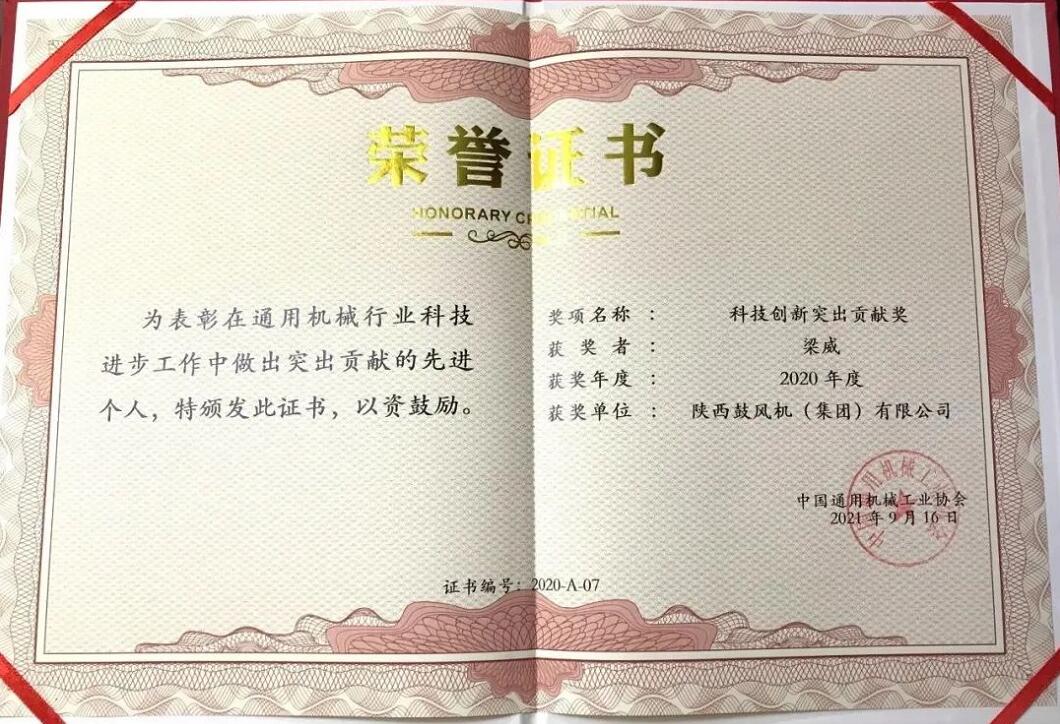 荣誉证书
HONORARY
为表彰在通用机械行业科技
进步工作中做出突出贡献的先进
个人，特颁发此证书，以资鼓励。
奖项名称：科技创新突出贡献奖
获奖者：梁威
获奖年度：2020 年度
获奖单位：陕西鼓风机（集团）有限公司
中国通用机械工业协会
2021 年 9 月 16 日
证书编号：2020-A-07